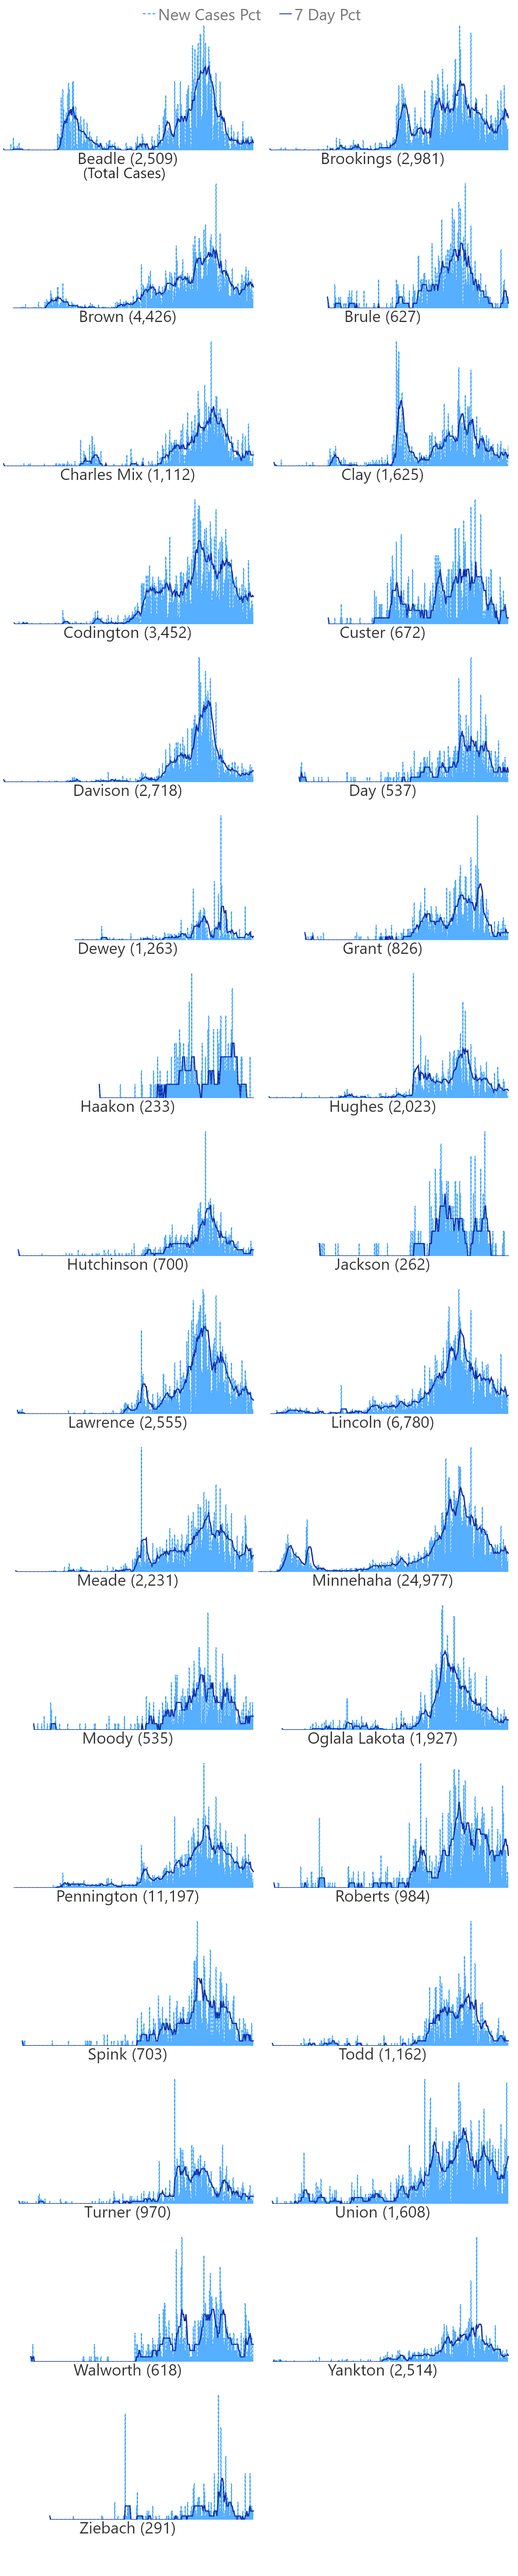 New Cases Pct 7 Day Pct
Beadle (2,509) Brookings (2,981)
(Total Cases)
Brown (4,426) Brule (627)
Charles Mix (1,112) Clay (1,625)
Codington (3,452) Custer (672)
Davison (2,718) Day (537)
Dewey (1,263) Grant (826)
Haakon (233) Hughes (2,023)
Hutchinson (700) Jackson (262)
Lawrence (2,555) Lincoln (6,780)
Meade (2,231) Minnehaha (24,977)
Moody (535) Oglala Lakota (1,927)
Pennington (11,197) Roberts (984)
Spink (703) Todd (1,162)
Turner (970) Union (1,608)
Walworth (618) Yankton (2,514)
Ziebach (291)